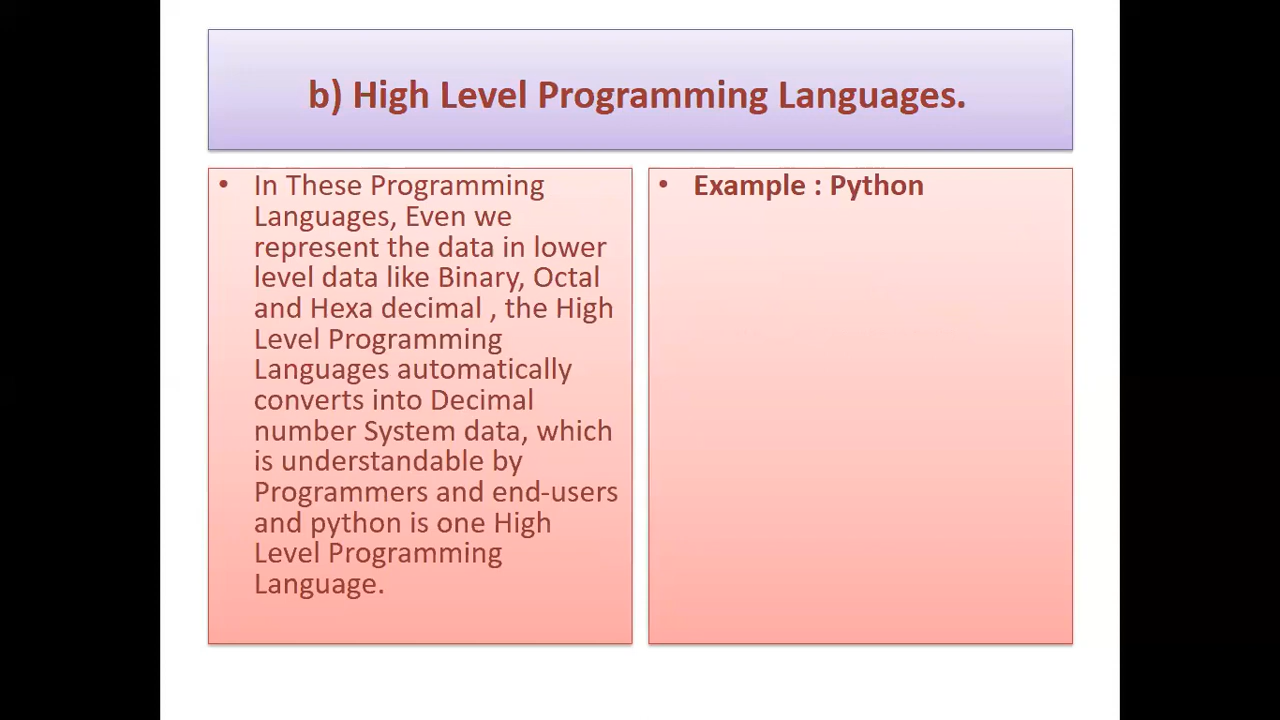 b) High Level Programming Languages.
• In These Programming
Languages, Even we
represent the data in lower
level data like Binary, Octal
and Hexa decimal , the High
Level Programming
Languages automatically
converts into Decimal
number System data, which
is understandable by
Programmers and end-users
and python is one High
Level Programming
Language.
• Example : Python